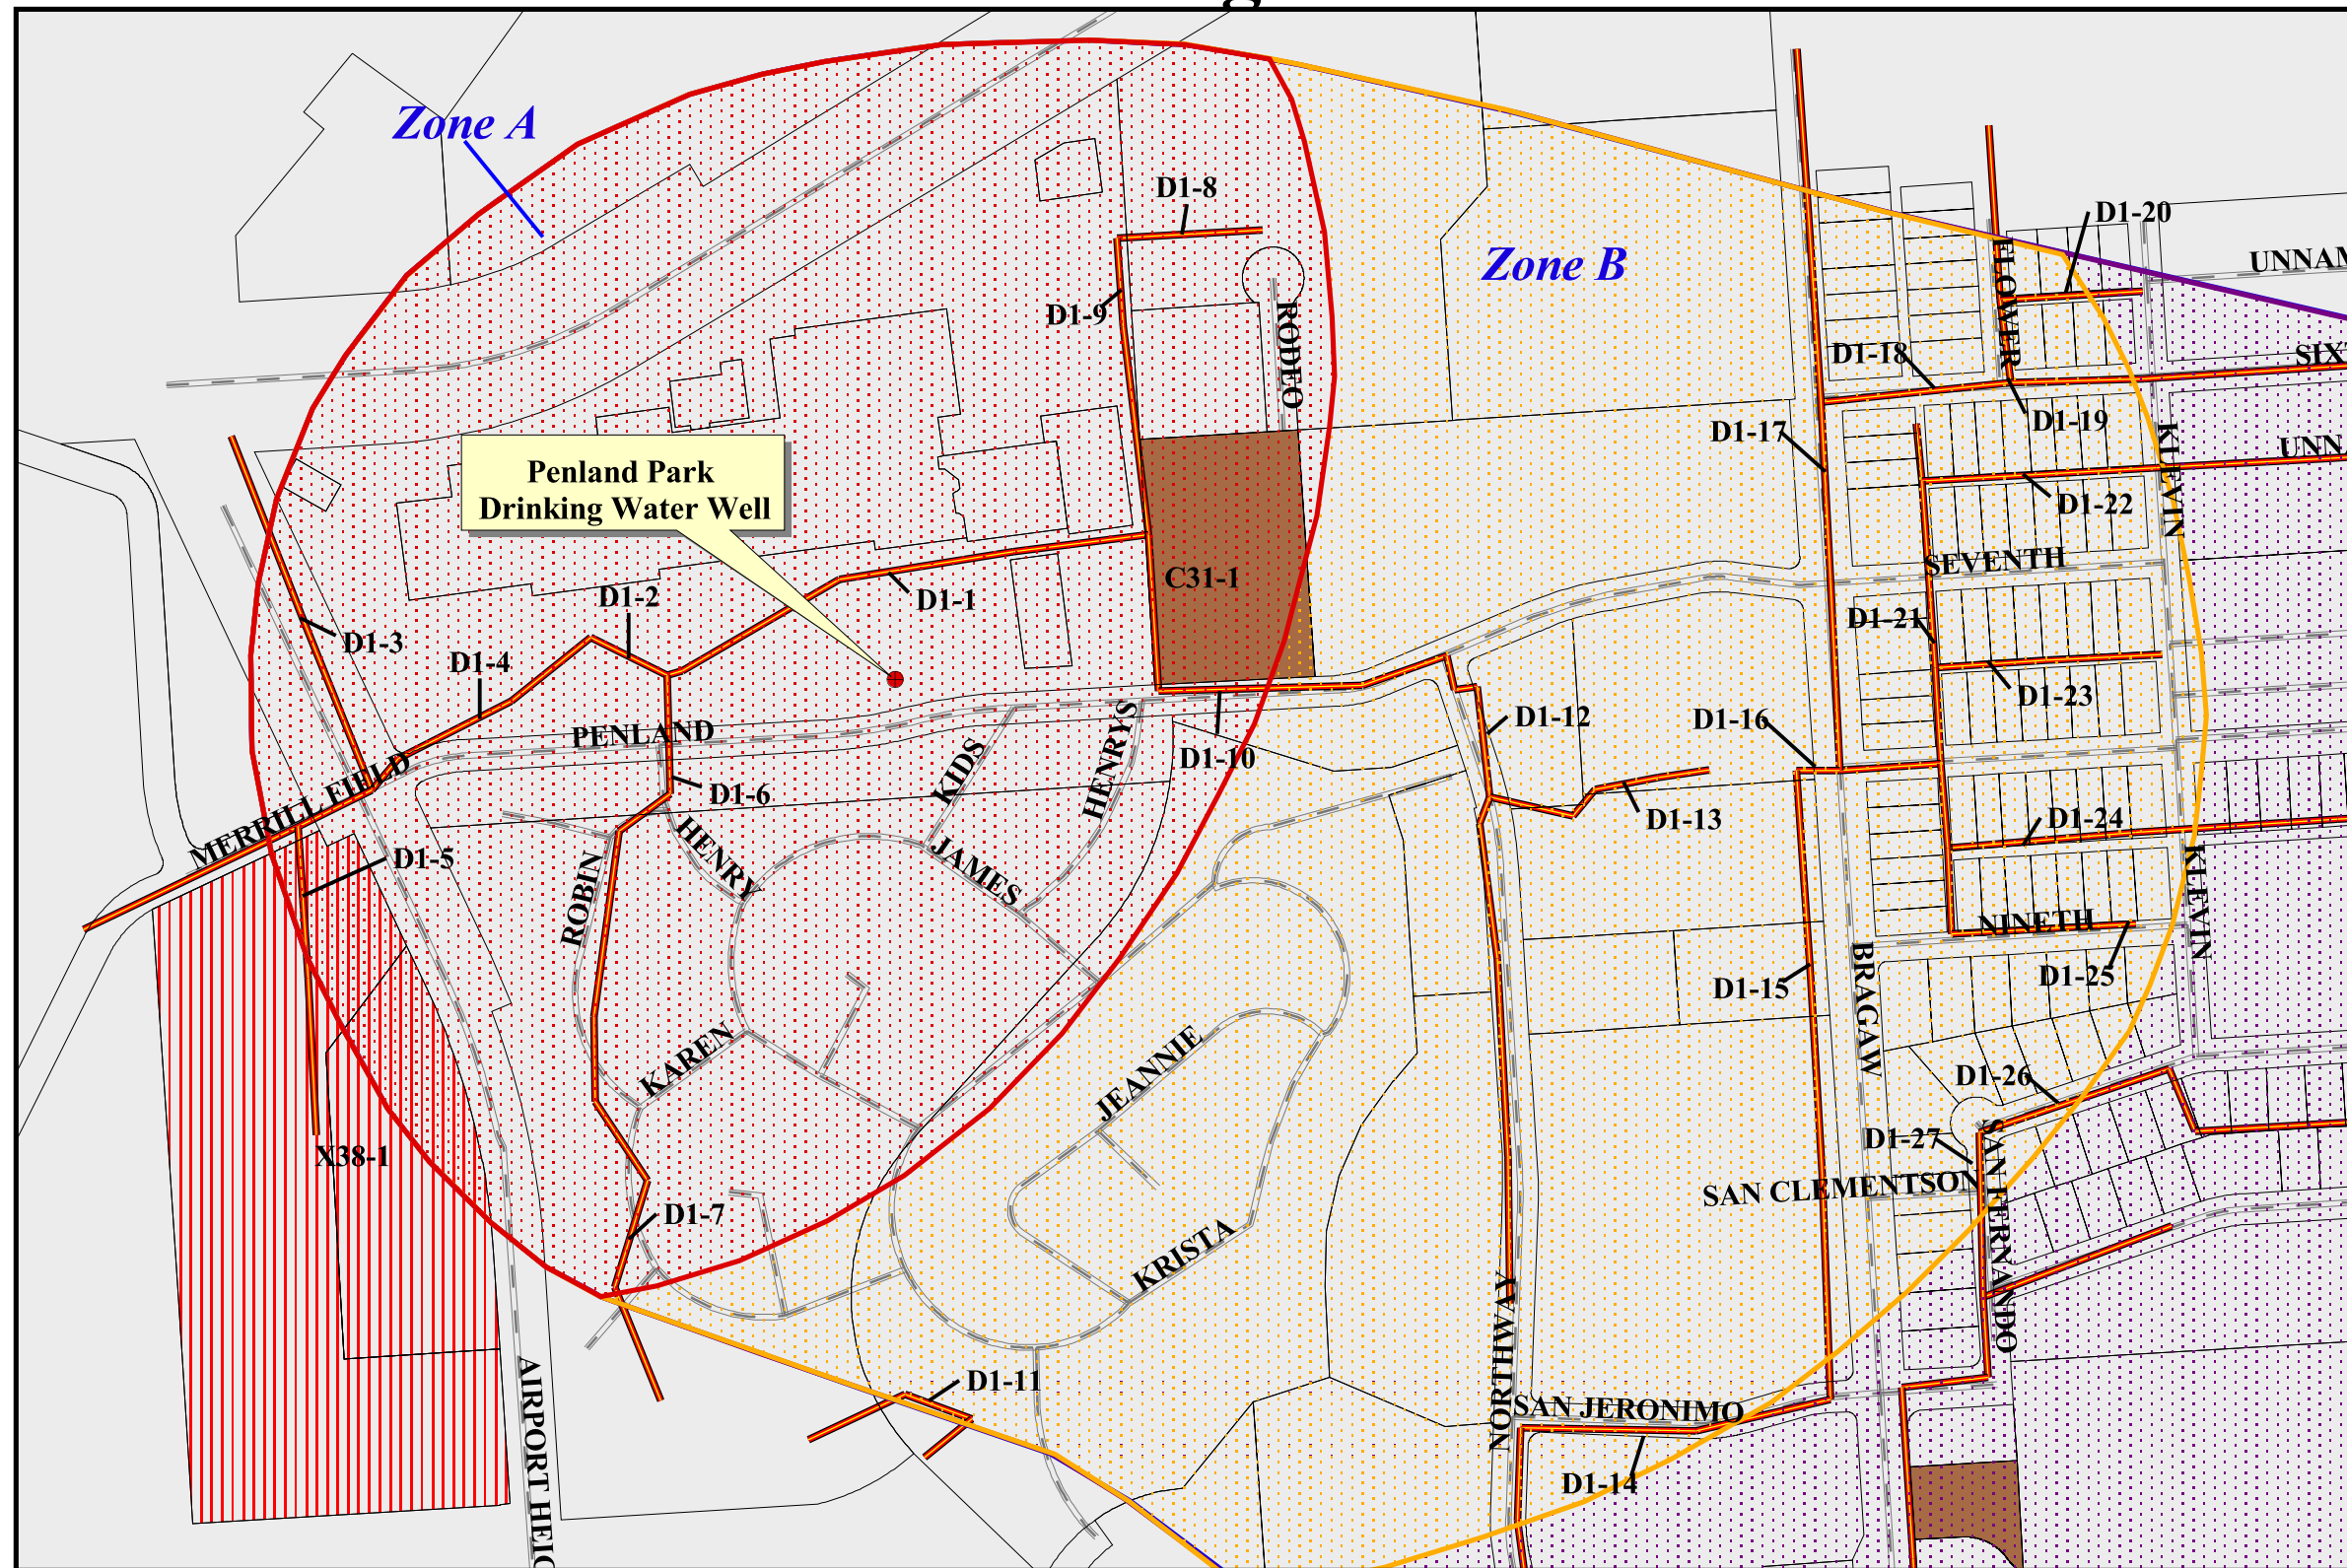 Zone A
D1-8
D1-20
Zone B
UNNAM
D1-9
RODEO
FLOWER
D1-18
SIXT
D1-17
D1-19
KLEVIN
UNN
Penland Park
Drinking Water Well
D1-22
SEVENTH
C31-1
D1-2
D1-1
D1-21
D1-3
D1-4
D1-23
PENLAND
D1-12
D1-16
D1-10
KIDS
HENRYS
MERRILL FIELD
D1-6
D1-13
D1-24
HENRY
JAMES
D1-5
ROBIN
KLEVIN
NINETH
D1-25
D1-15
BRAGAW
KAREN
JEANNIE
D1-26
X38-1
D1-27
SAN CLEMENTSON
SAN FERNANDO
D1-7
KRISTA
NORTHWAY
D1-11
AIRPORT HEIG
SAN JERONIMO
D1-14